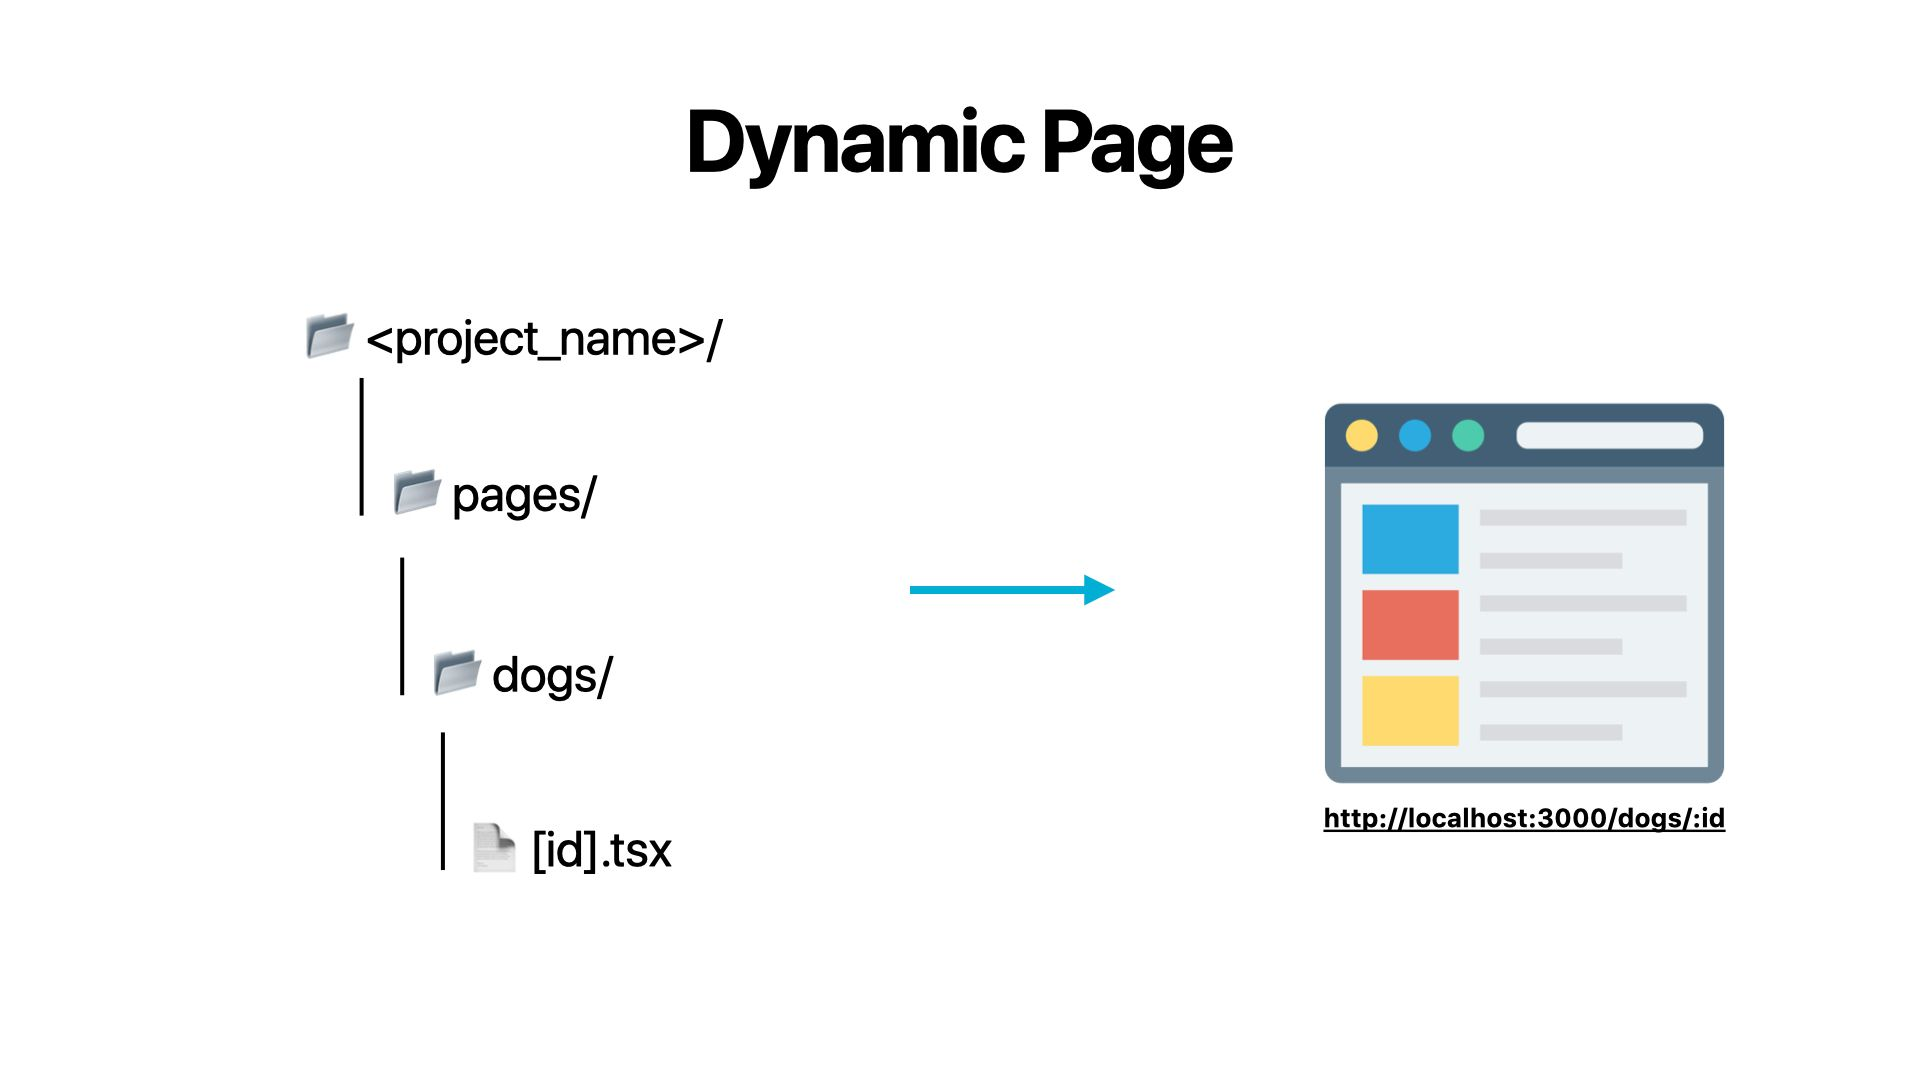 Dynamic Page
<project_name>/
pages/
dogs/
[id].tsx
http://localhost:3000/dogs/:id